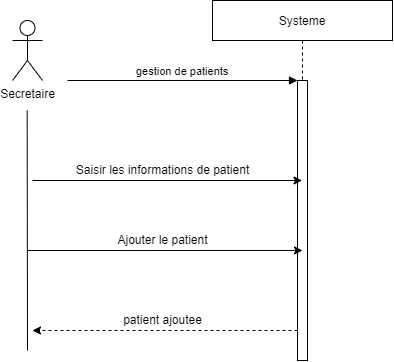 Systeme
gestion de patients
Secretaire
Saisir les informations de patient
Ajouter le patient
patient ajoutee